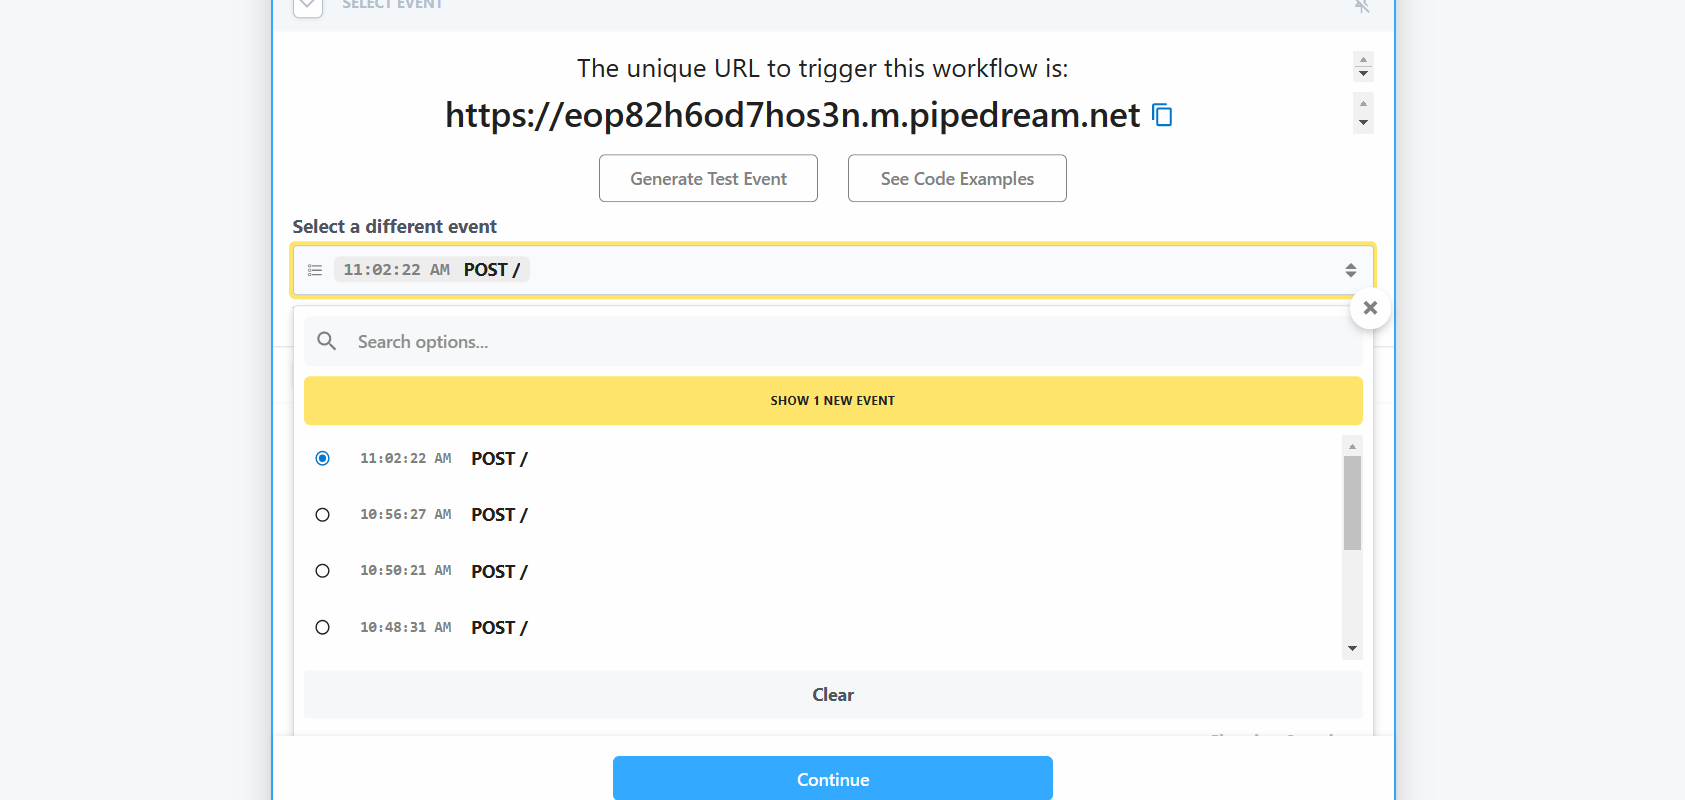 SELECT EVENT
The unique URL to trigger this workflow is:
https://eop82h6od7hos3n.m.pipedream.net
Generate Test Event
See Code Examples
Select a different event
11:02:22 AM POST /
Search options...
SHOW 1 NEW EVENT
11:02:22 AM POST /
10:56:27 AM POST /
10:50:21 AM POST /
10:48:31 AM POST /
Clear
Continue